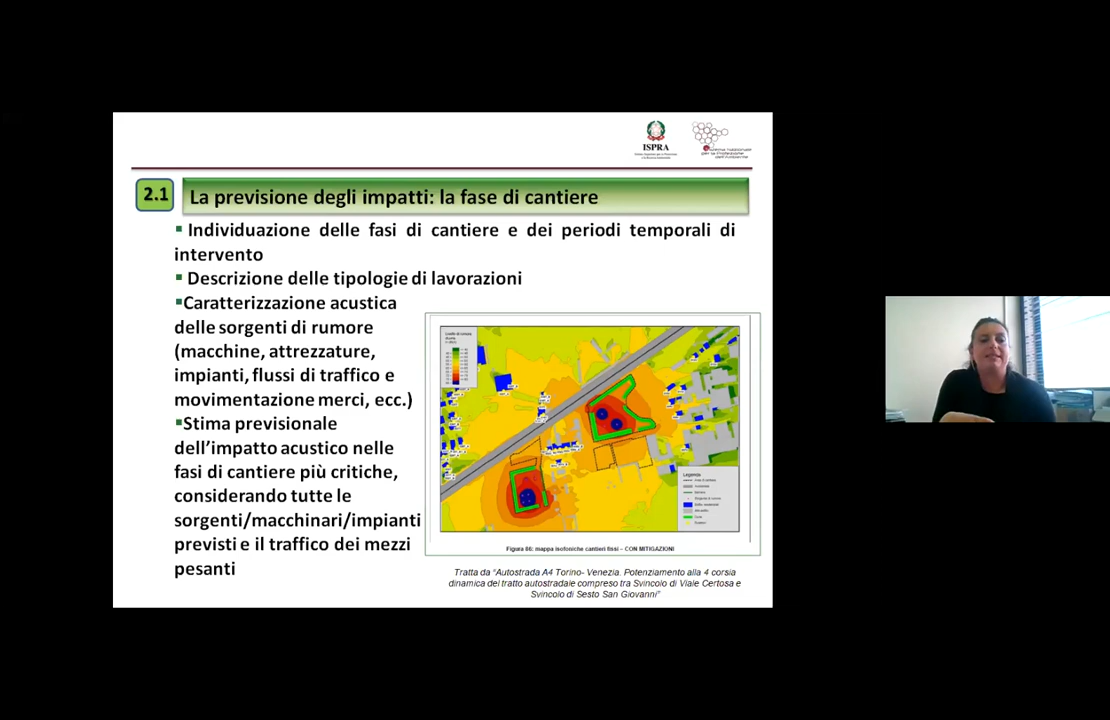 ISPRA
2.1
La previsione degli impatti: la fase di cantiere
▪ Individuazione delle fasi di cantiere e dei periodi temporali di
intervento
▪ Descrizione delle tipologie di lavorazioni
▪Caratterizzazione acustica
delle sorgenti di rumore
(macchine, attrezzature,
impianti, flussi di traffico e
movimentazione merci, ecc.)
▪Stima previsionale
dell’impatto acustico nelle
fasi di cantiere più critiche,
considerando tutte le
sorgenti/macchinari/impianti
previsti e il traffico dei mezzi
pesanti
Legenda
Figura 86: mappa isofoniche cantieri fissi – CON MITIGAZIONI
Tratta da “Autostrada A4 Torino- Venezia. Potenziamento alla 4 corsia
dinamica del tratto autostradale compreso tra Svincolo di Viale Certosa e
Svincolo di Sesto San Giovanni”